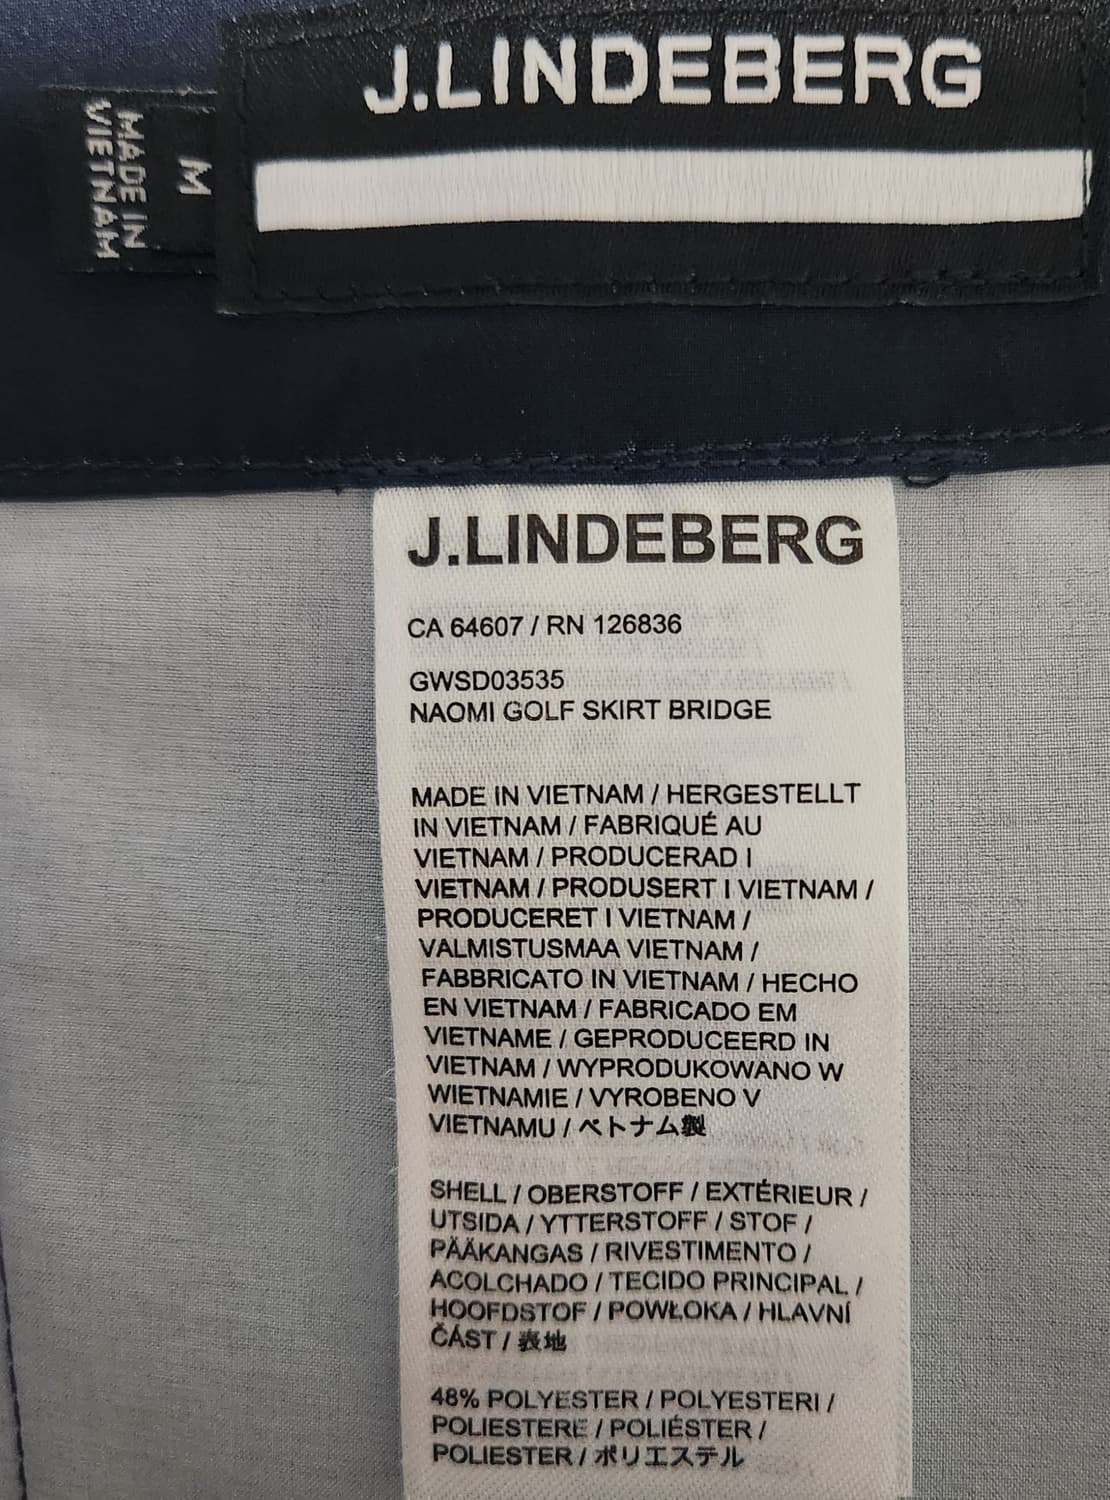 J.LINDEBERG
M
MADE IN
VIETNAM
J.LINDEBERG
CA 64607 / RN 126836
GWSD03535
NAOMI GOLF SKIRT BRIDGE
MADE IN VIETNAM / HERGESTELLT
IN VIETNAM / FABRIQUÉ AU
VIETNAM / PRODUCERAD I
VIETNAM / PRODUSERT I VIETNAM /
PRODUCERET I VIETNAM /
VALMISTUSMAA VIETNAM /
FABBRICATO IN VIETNAM / HECHO
EN VIETNAM / FABRICADO EM
VIETNAME / GEPRODUCEERD IN
VIETNAM / WYPRODUKOWANO W
WIETNAMIE / VYROBENO V
VIETNAMU / ベトナム製
SHELL / OBERSTOFF / EXTÉRIEUR /
UTSIDA / YTTERSTOFF / STOF /
PÄÄKANGAS / RIVESTIMENTO /
ACOLCHADO / TECIDO PRINCIPAL /
HOOFDSTOF / POWŁOKA / HLAVNÍ
ČÁST / 表地
48% POLYESTER / POLYESTERI /
POLIESTERE / POLIÉSTER /
POLIESTER / ポリエステル